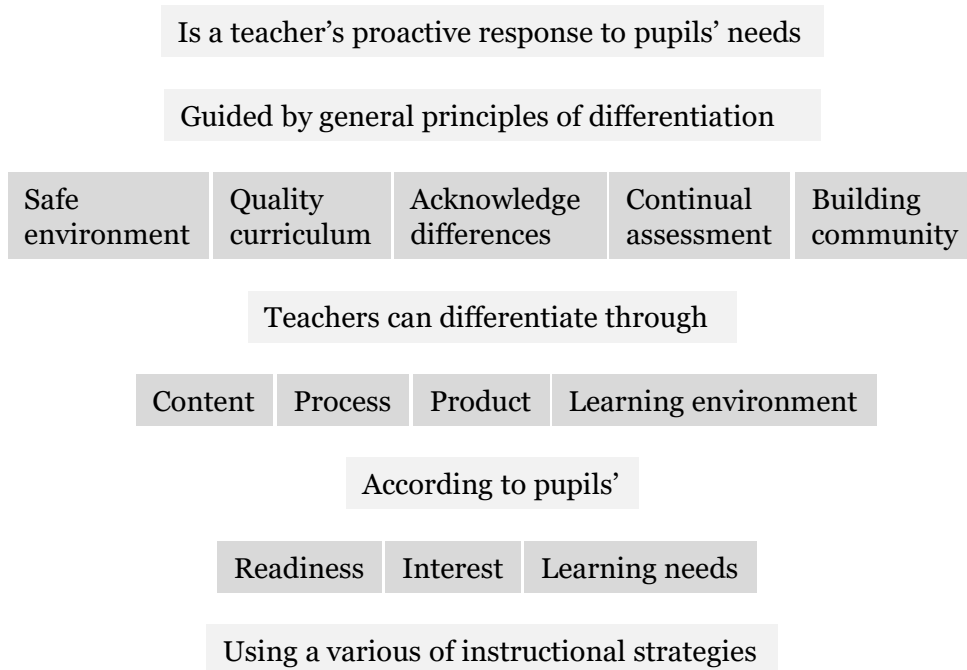 Is a teacher’s proactive response to pupils’ needs
Guided by general principles of differentiation
Safe environment
Quality curriculum
Acknowledge differences
Continual assessment
Building community
Teachers can differentiate through
Content Process Product Learning environment
According to pupils’
Readiness Interest Learning needs
Using a various of instructional strategies